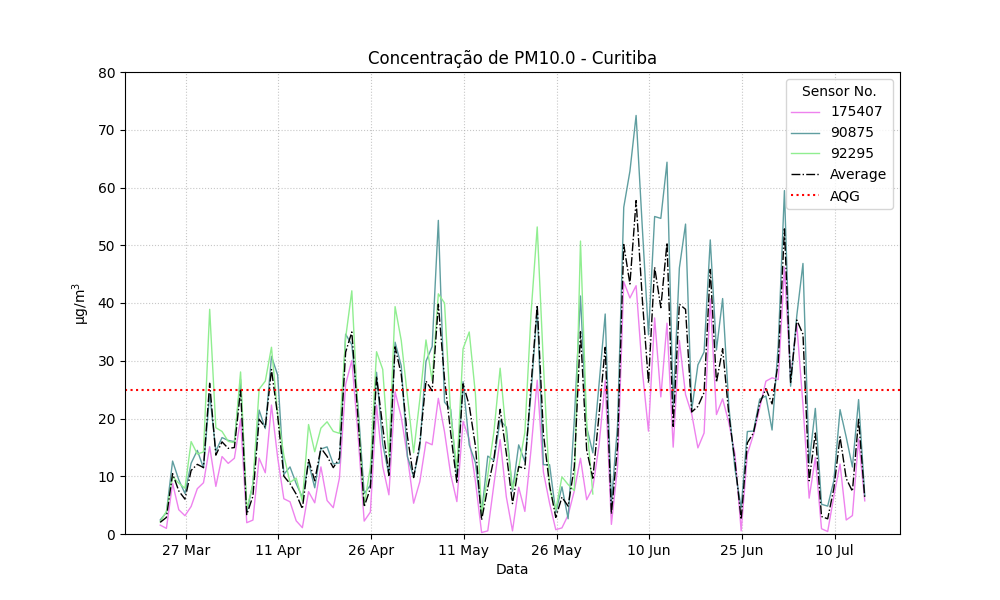 Concentração de PM10.0 - Curitiba
80
70
60
50
40
30
20
10
0
µg/m³
Sensor No.
175407
90875
92295
Average
AQG
27 Mar
11 Apr
26 Apr
11 May
26 May
10 Jun
25 Jun
10 Jul
Data